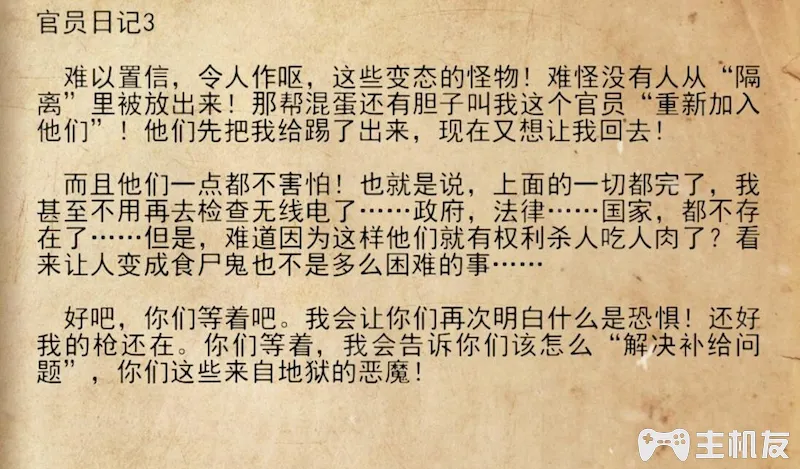 官员日记3
难以置信，令人作呕，这些变态的怪物！难怪没有人从“隔
离”里被放出来！那帮混蛋还有胆子叫我这个官员“重新加入
他们”！他们先把我给踢了出来，现在又想让我回去！
而且他们一点都不害怕！也就是说，上面的一切都完了，我
甚至不用再去检查无线电了……政府，法律……国家，都不存
在了……但是，难道因为这样他们就有权利杀人吃人肉了？看
来让人变成食尸鬼也不是多么困难的事……
好吧，你们等着吧。我会让你们再次明白什么是恐惧！还好
我的枪还在。你们等着，我会告诉你们该怎么“解决补给问
题”，你们这些来自地狱的恶魔！
主机友